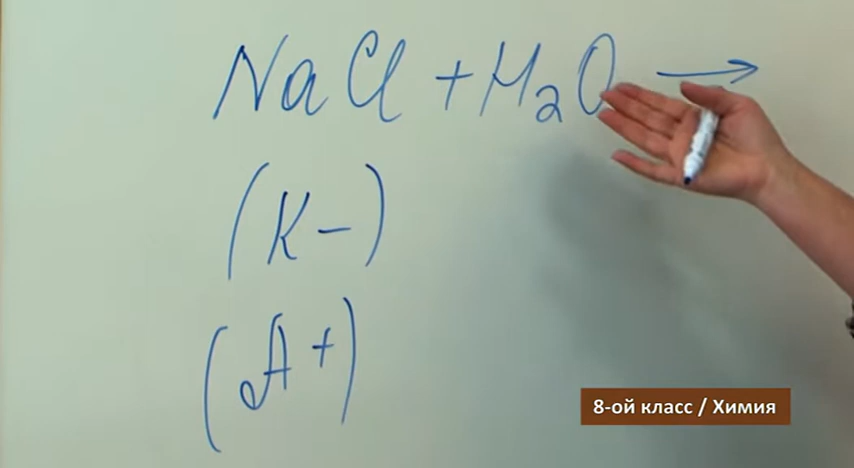 NaCl + H₂O →
(K −)
(A +)
8-ой класс / Химия